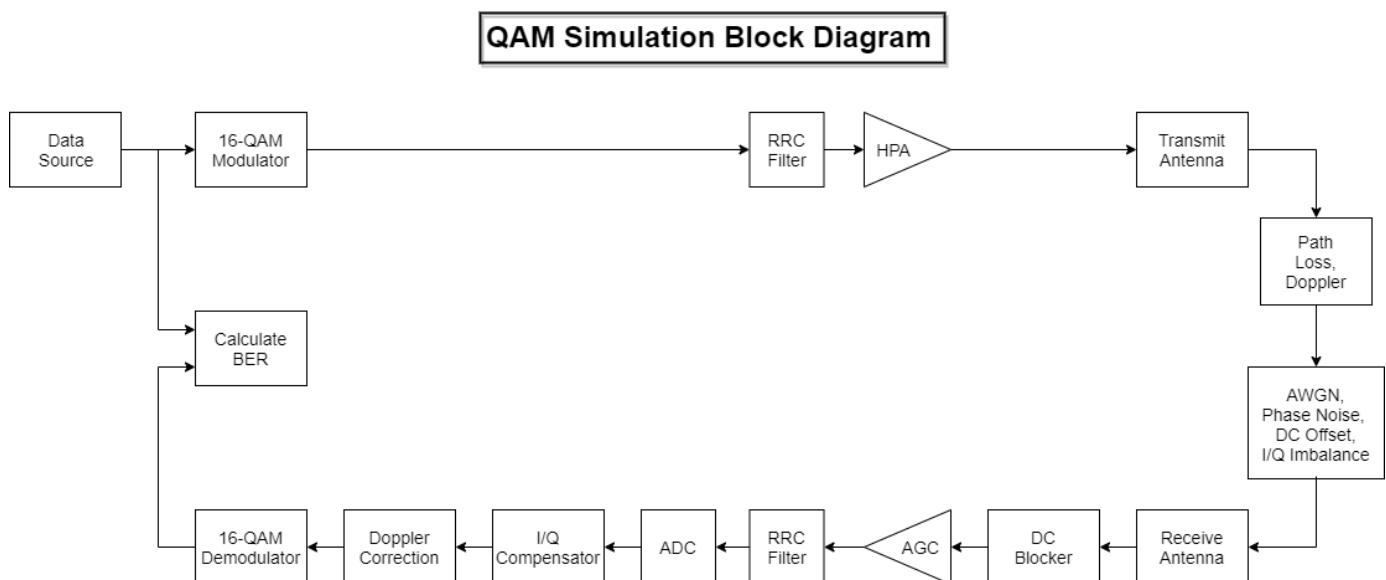 QAM Simulation Block Diagram
Data
Source
16-QAM
Modulator
RRC
Filter
HPA
Transmit
Antenna
Path
Loss,
Doppler
AWGN,
Phase Noise,
DC Offset,
I/Q Imbalance
Receive
Antenna
DC
Blocker
AGC
RRC
Filter
ADC
I/Q
Compensator
Doppler
Correction
16-QAM
Demodulator
Calculate
BER